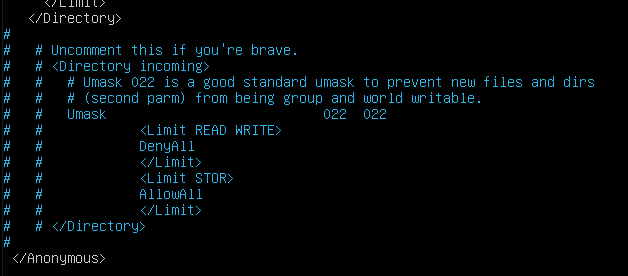 </Limit>
</Directory>
#
# # Uncomment this if you're brave.
# # <Directory incoming>
# # # Umask 022 is a good standard umask to prevent new files and dirs
# # # (second parm) from being group and world writable.
# # Umask 022 022
# # <Limit READ WRITE>
# # DenyAll
# # </Limit>
# # <Limit STOR>
# # AllowAll
# # </Limit>
# # </Directory>
#
</Anonymous>